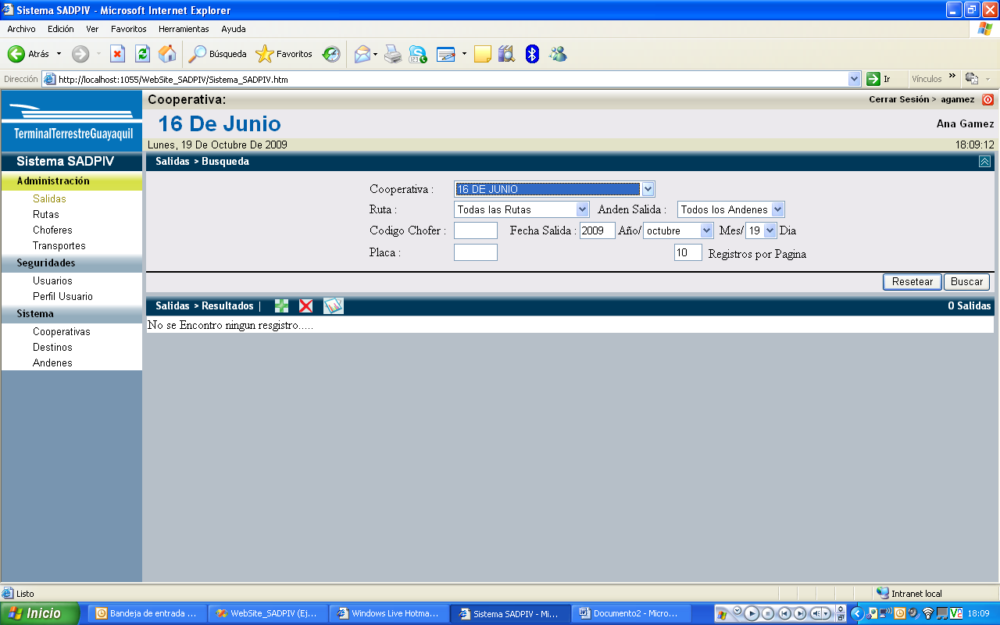 Sistema SADPIV - Microsoft Internet Explorer
Archivo Edición Ver Favoritos Herramientas Ayuda
Atrás Búsqueda Favoritos
Dirección http://localhost:1055/WebSite_SADPIV/Sistema_SADPIV.htm Ir Vínculos »
Cooperativa: Cerrar Sesión > agamez
16 De Junio Ana Gamez
TerminalTerrestreGuayaquil
Lunes, 19 De Octubre De 2009 18:09:12
Sistema SADPIV
Salidas > Busqueda
Administración
Salidas
Rutas
Choferes
Transportes
Seguridades
Usuarios
Perfil Usuario
Sistema
Cooperativas
Destinos
Andenes
Cooperativa : 16 DE JUNIO
Ruta : Todas las Rutas Anden Salida : Todos los Andenes
Codigo Chofer : Fecha Salida : 2009 Año/ octubre Mes/ 19 Dia
Placa : 10 Registros por Pagina
Resetear Buscar
Salidas > Resultados | 0 Salidas
No se Encontro ningun resgistro.....
Listo Intranet local
Inicio Bandeja de entrada ... WebSite_SADPIV (Ej... Windows Live Hotma... Sistema SADPIV - Mi... Documento2 - Micro... 18:09